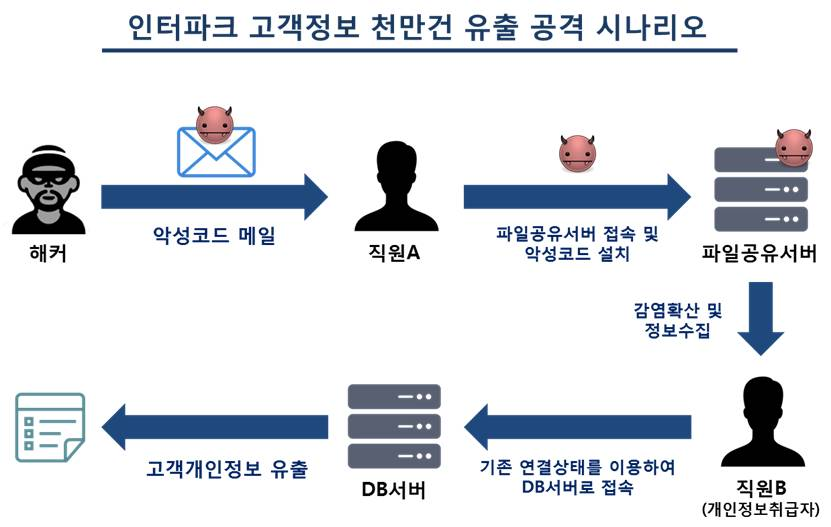 인터파크 고객정보 천만건 유출 공격 시나리오
해커
악성코드 메일
직원A
파일공유서버 접속 및
악성코드 설치
파일공유서버
감염확산 및
정보수집
직원B
(개인정보취급자)
기존 연결상태를 이용하여
DB서버로 접속
DB서버
고객개인정보 유출